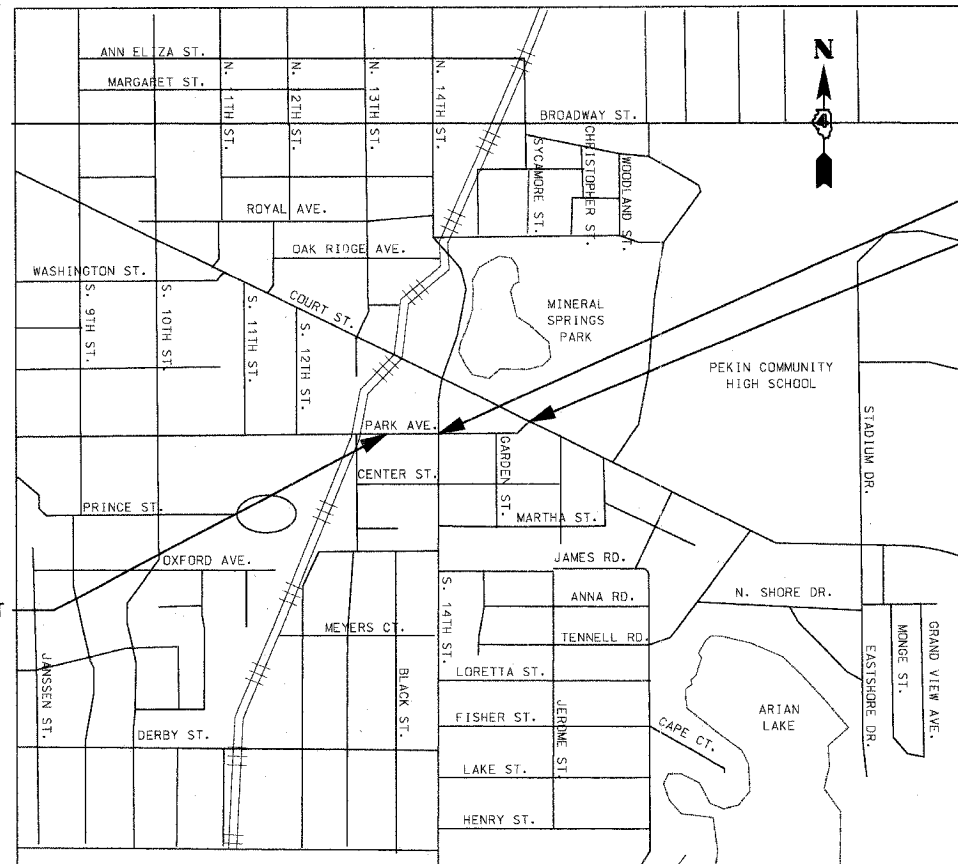 ANN ELIZA ST.
MARGARET ST.
N. 11TH ST.
N. 12TH ST.
N. 13TH ST.
N. 14TH ST.
N
4
BROADWAY ST.
SYCAMORE ST.
CHRISTOPHER ST.
WOODLAND ST.
ROYAL AVE.
OAK RIDGE AVE.
WASHINGTON ST.
COURT ST.
S. 9TH ST.
S. 10TH ST.
S. 11TH ST.
S. 12TH ST.
MINERAL
SPRINGS
PARK
PEKIN COMMUNITY
HIGH SCHOOL
STADIUM DR.
PARK AVE.
CENTER ST.
GARDEN ST.
PRINCE ST.
MARTHA ST.
OXFORD AVE.
JAMES RD.
S. 14TH ST.
ANNA RD.
N. SHORE DR.
T
MEYERS CT.
TENNELL RD.
JANSSEN ST.
BLACK ST.
LORETTA ST.
EASTSHORE DR.
MONGE ST.
GRAND VIEW AVE.
FISHER ST.
JEROME ST.
CAPE CT.
ARIAN
LAKE
DERBY ST.
LAKE ST.
HENRY ST.